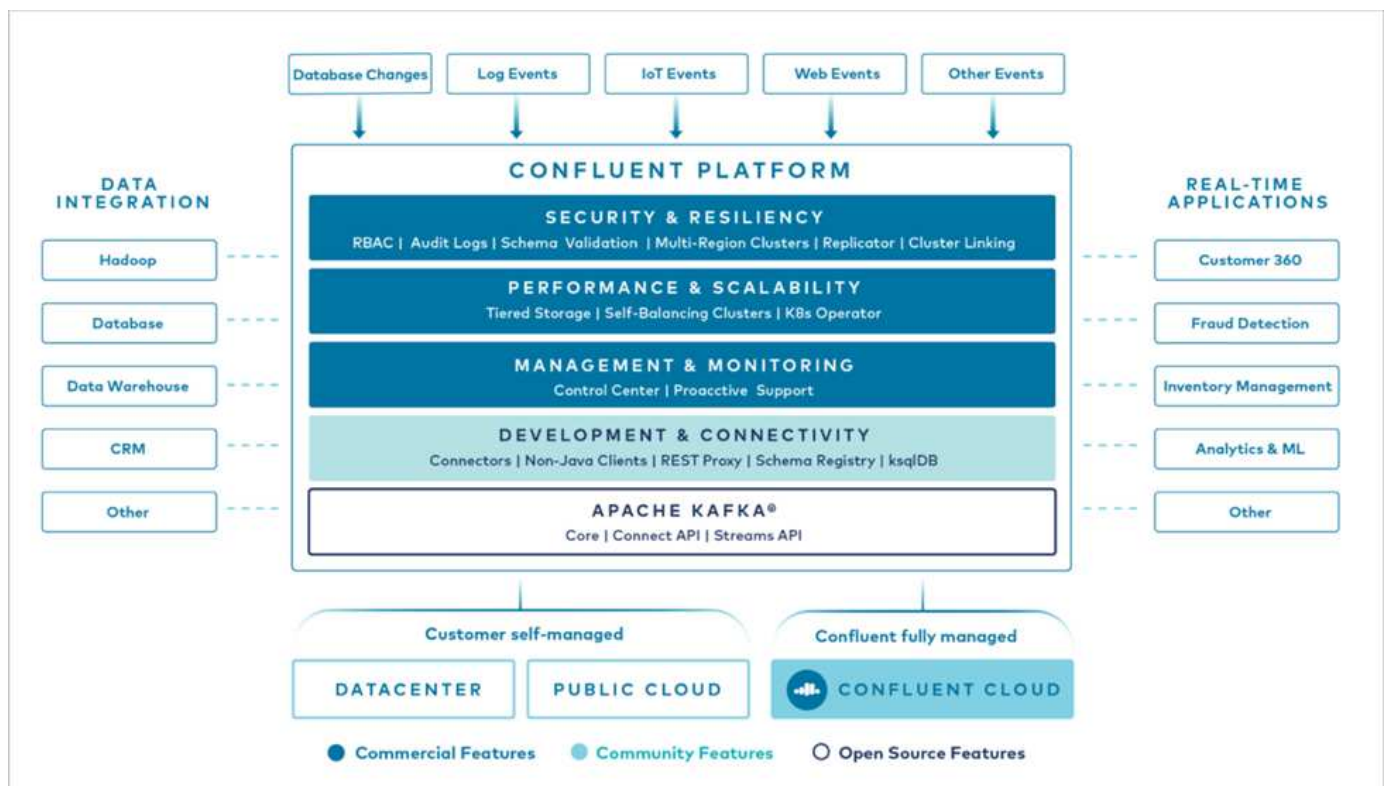 Database Changes
Log Events
IoT Events
Web Events
Other Events
DATA
INTEGRATION
Hadoop
Database
Data Warehouse
CRM
Other
CONFLUENT PLATFORM
SECURITY & RESILIENCY
RBAC | Audit Logs | Schema Validation | Multi-Region Clusters | Replicator | Cluster Linking
PERFORMANCE & SCALABILITY
Tiered Storage | Self-Balancing Clusters | K8s Operator
MANAGEMENT & MONITORING
Control Center | Proacctive Support
DEVELOPMENT & CONNECTIVITY
Connectors | Non-Java Clients | REST Proxy | Schema Registry | ksqlDB
APACHE KAFKA®
Core | Connect API | Streams API
REAL-TIME
APPLICATIONS
Customer 360
Fraud Detection
Inventory Management
Analytics & ML
Other
Customer self-managed
Confluent fully managed
DATACENTER
PUBLIC CLOUD
CONFLUENT CLOUD
Commercial Features
Community Features
Open Source Features